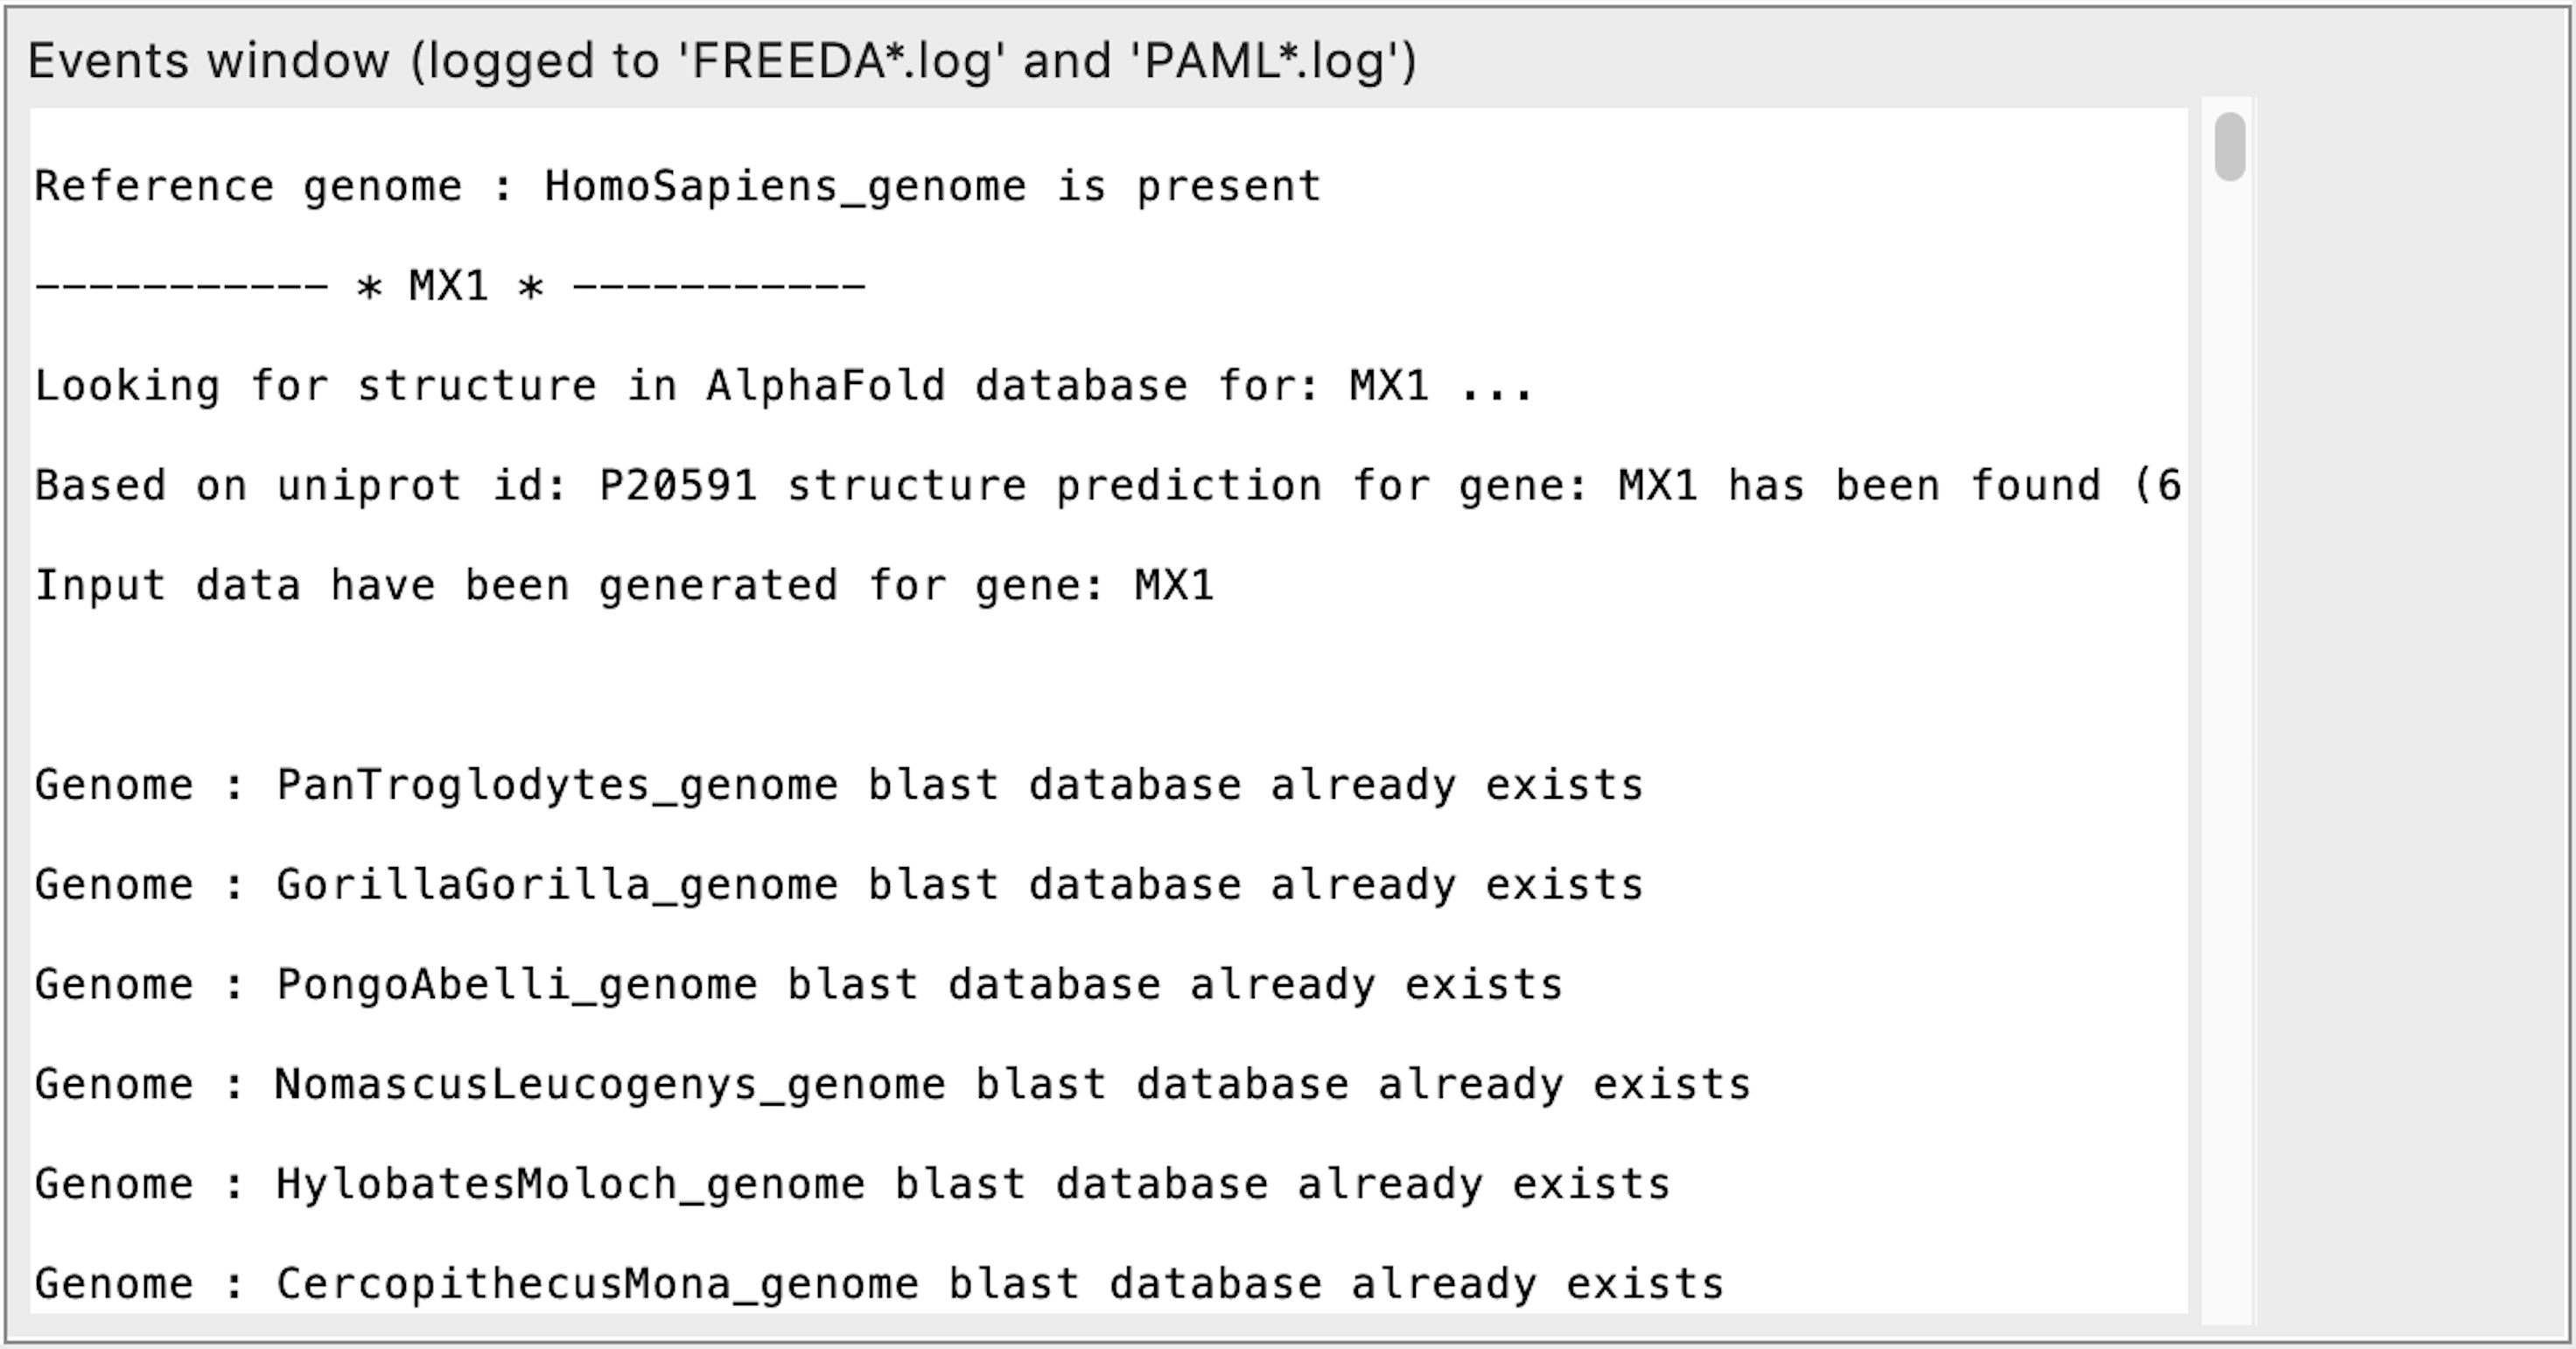 Events window (logged to 'FREEDA*.log' and 'PAML*.log')
Reference genome : HomoSapiens_genome is present
----------- * MX1 * -----------
Looking for structure in AlphaFold database for: MX1 ...
Based on uniprot id: P20591 structure prediction for gene: MX1 has been found (6
Input data have been generated for gene: MX1
Genome : PanTroglodytes_genome blast database already exists
Genome : GorillaGorilla_genome blast database already exists
Genome : PongoAbelli_genome blast database already exists
Genome : NomascusLeucogenys_genome blast database already exists
Genome : HylobatesMoloch_genome blast database already exists
Genome : CercopithecusMona_genome blast database already exists